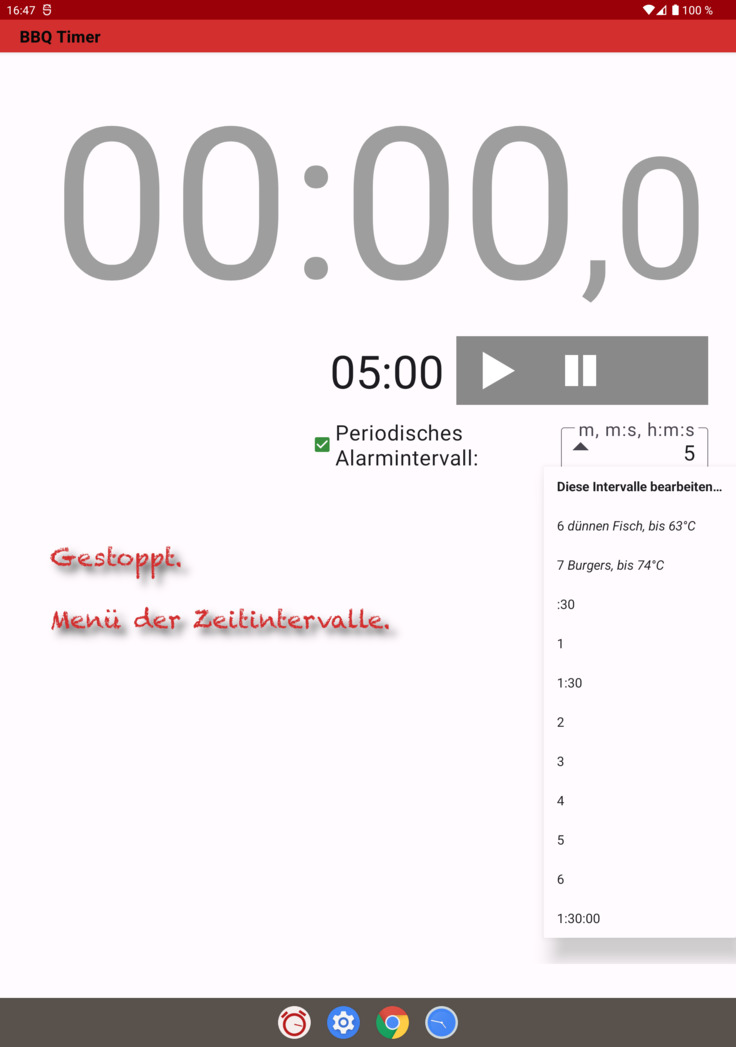 16:47
100 %
BBQ Timer
00:00,0
05:00
Periodisches
Alarmintervall:
m, m:s, h:m:s
5
Diese Intervalle bearbeiten…
6 dünnen Fisch, bis 63°C
7 Burgers, bis 74°C
:30
1
1:30
2
3
4
5
6
1:30:00
Gestoppt.
Menü der Zeitintervalle.